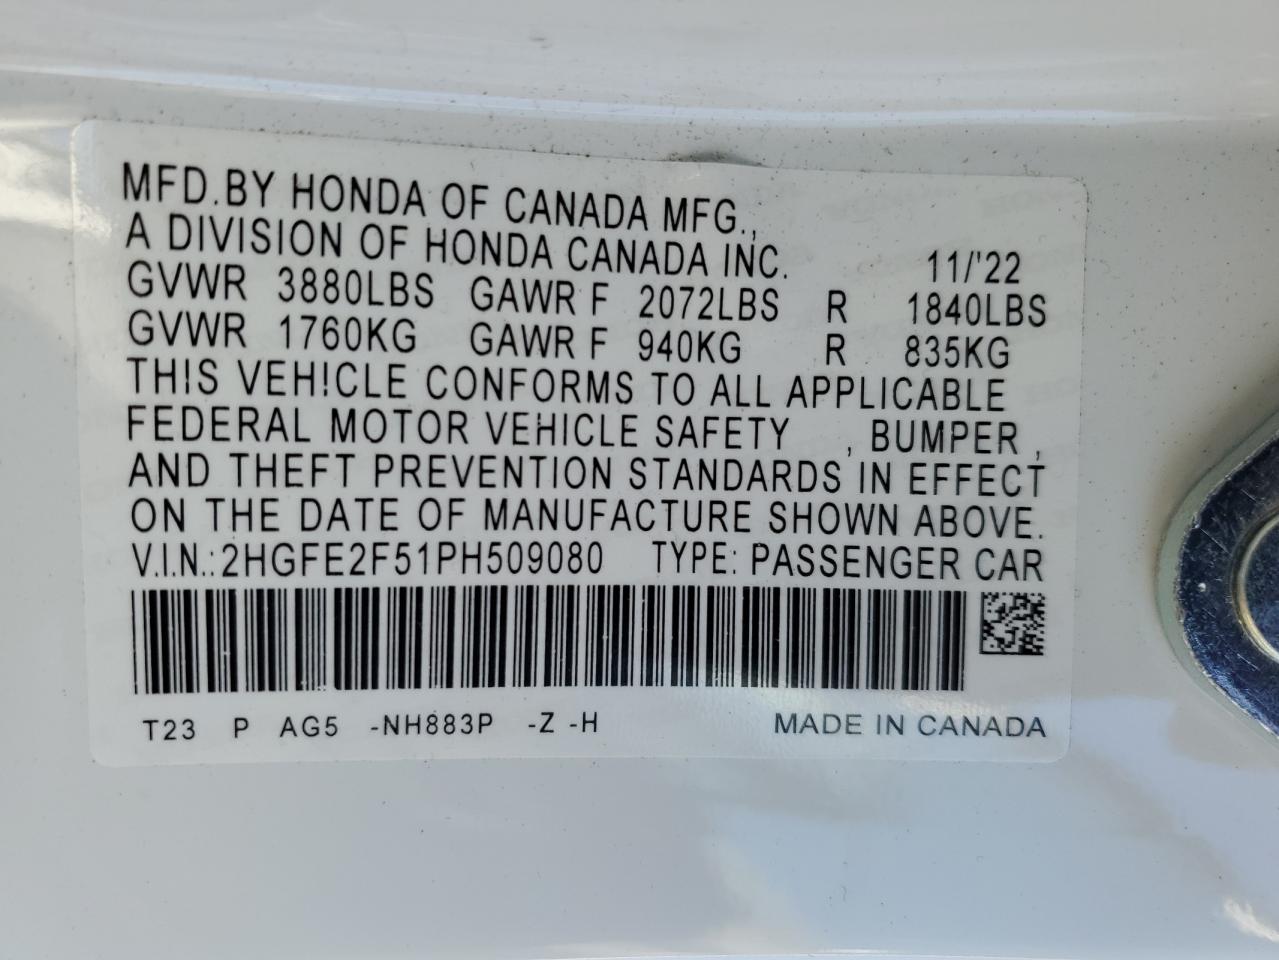 MFD.BY HONDA OF CANADA MFG.,
A DIVISION OF HONDA CANADA INC. 11/'22
GVWR 3880LBS GAWR F 2072LBS R 1840LBS
GVWR 1760KG GAWR F 940KG R 835KG
THIS VEHICLE CONFORMS TO ALL APPLICABLE
FEDERAL MOTOR VEHICLE SAFETY , BUMPER ,
AND THEFT PREVENTION STANDARDS IN EFFECT
ON THE DATE OF MANUFACTURE SHOWN ABOVE.
V.I.N.: 2HGFE2F51PH509080 TYPE: PASSENGER CAR
T23 P AG5 -NH883P -Z -H MADE IN CANADA